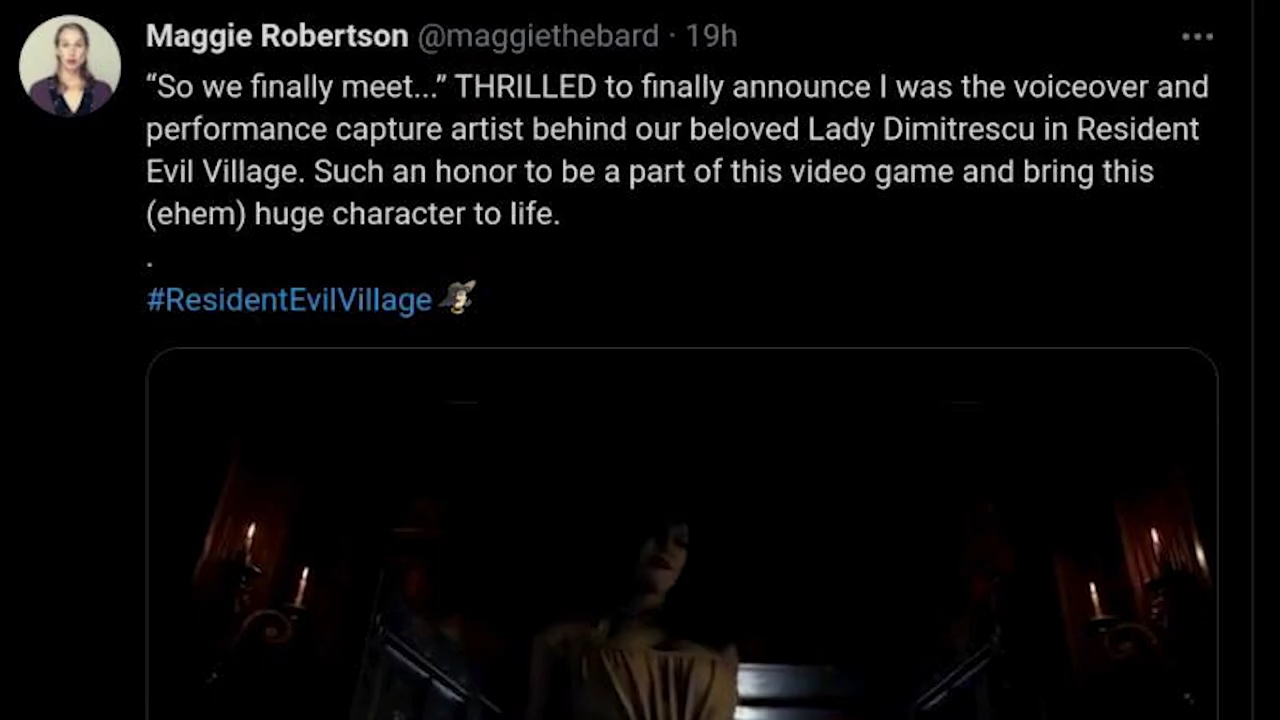 Maggie Robertson @maggiethebard · 19h
“So we finally meet...” THRILLED to finally announce I was the voiceover and
performance capture artist behind our beloved Lady Dimitrescu in Resident
Evil Village. Such an honor to be a part of this video game and bring this
(ehem) huge character to life.
.
#ResidentEvilVillage